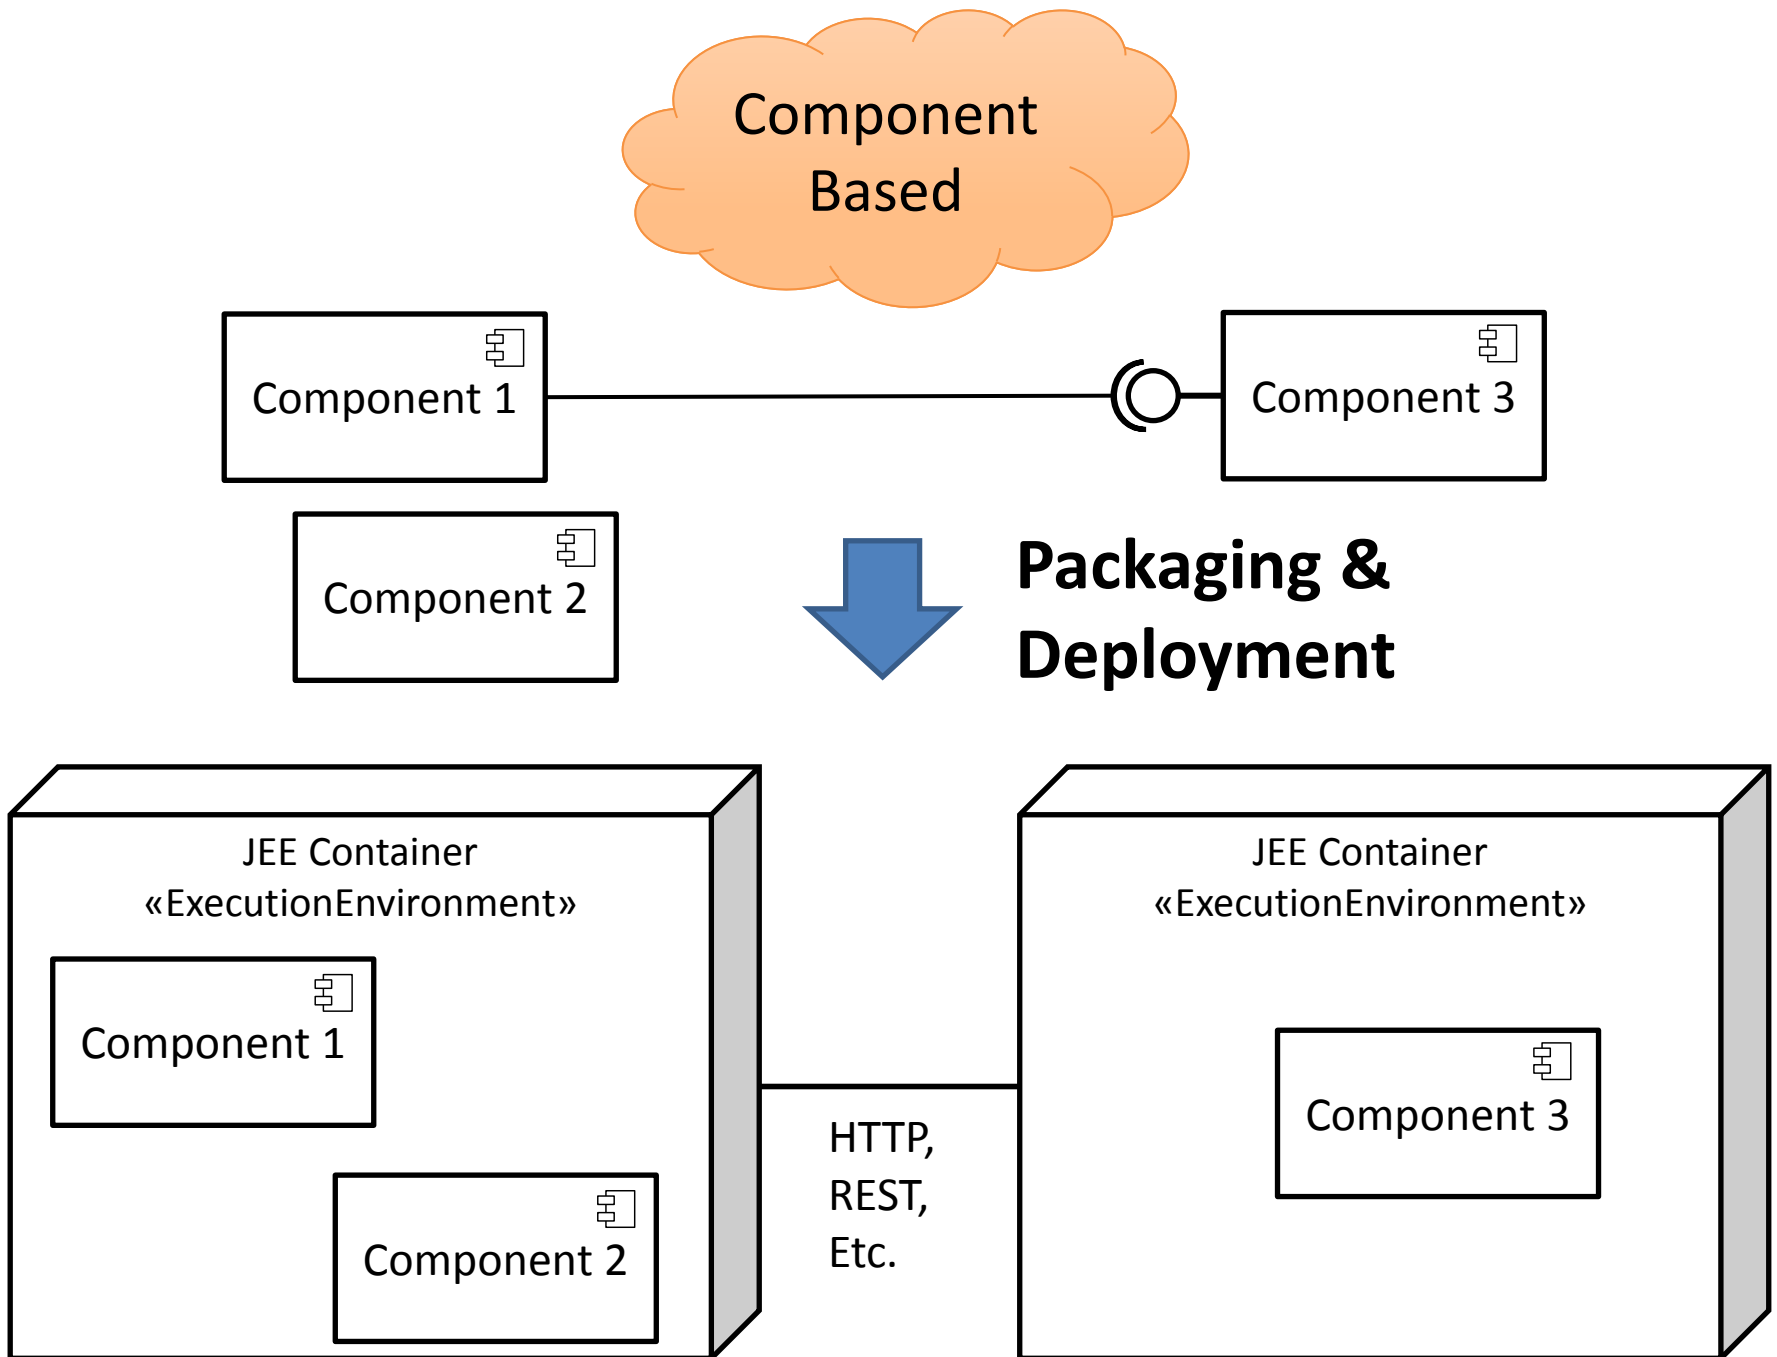 Component
Based
Component 1
Component 3
Component 2
Packaging &
Deployment
JEE Container
«ExecutionEnvironment»
Component 1
Component 2
HTTP,
REST,
Etc.
JEE Container
«ExecutionEnvironment»
Component 3